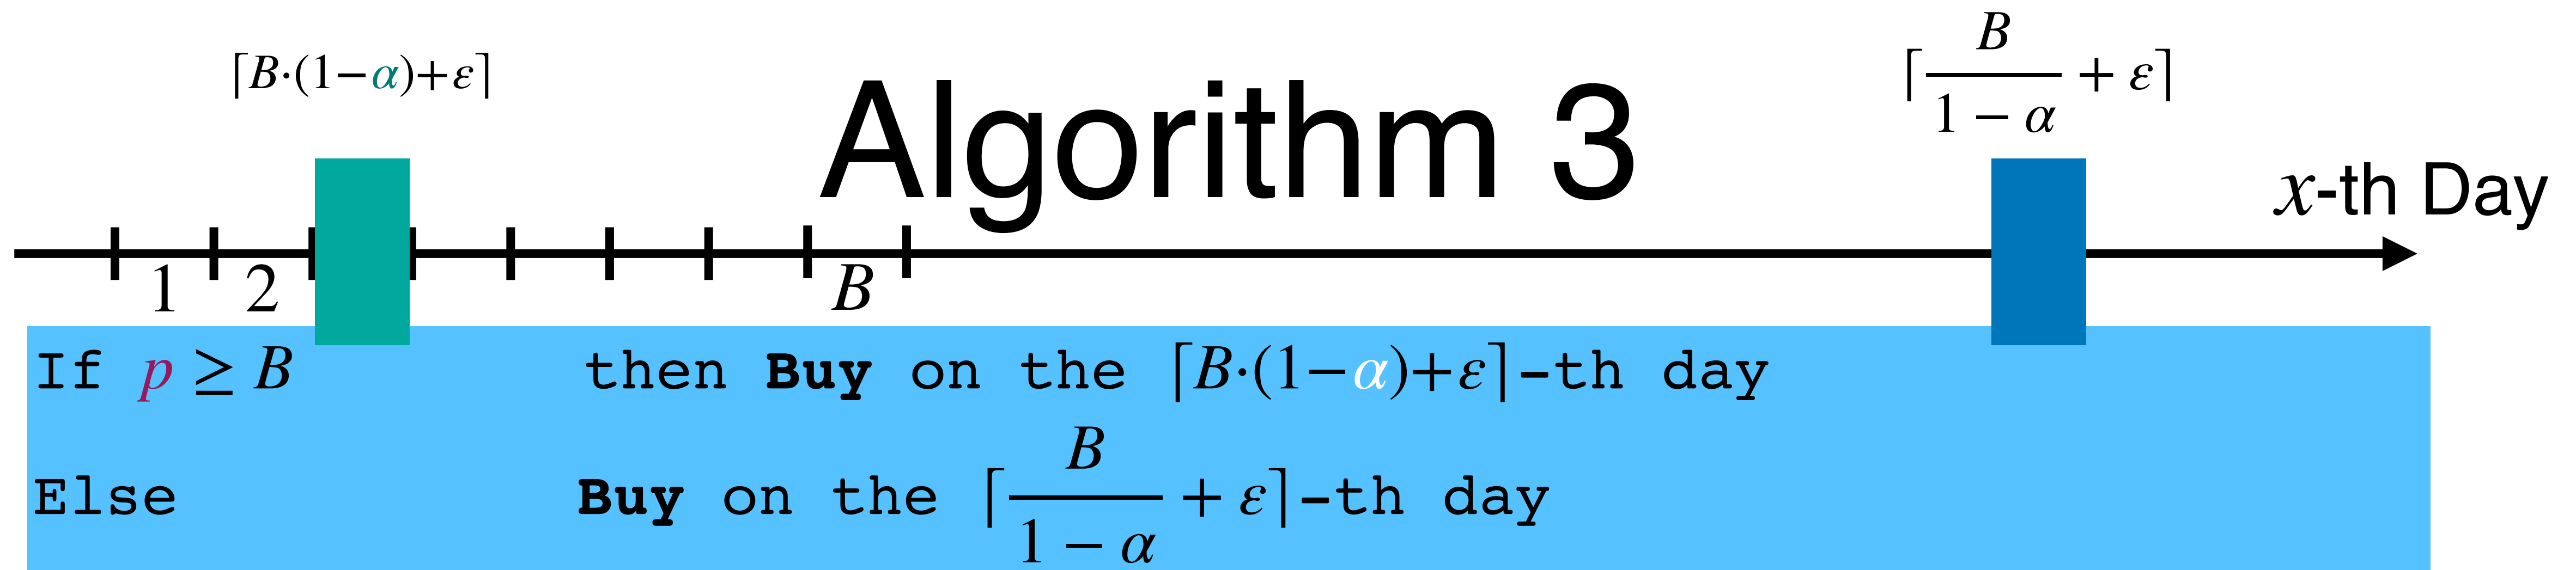 ⌈B·(1−α)+ε⌉
Algorithm 3
⌈B/(1 − α) + ε⌉
x-th Day
1 2 B
If p ≥ B then Buy on the ⌈B·(1−α)+ε⌉-th day
Else Buy on the ⌈B/(1 − α) + ε⌉-th day